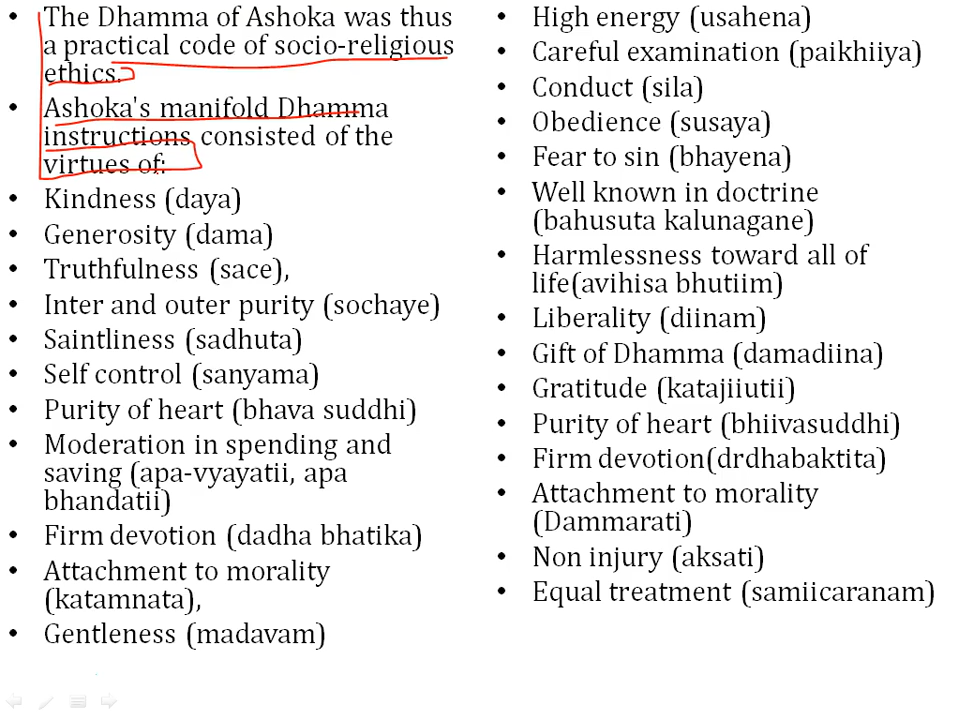 • The Dhamma of Ashoka was thus
a practical code of socio-religious
ethics.
• Ashoka's manifold Dhamma
instructions consisted of the
virtues of:
• Kindness (daya)
• Generosity (dama)
• Truthfulness (sace),
• Inter and outer purity (sochaye)
• Saintliness (sadhuta)
• Self control (sanyama)
• Purity of heart (bhava suddhi)
• Moderation in spending and
saving (apa-vyayatii, apa
bhandatii)
• Firm devotion (dadha bhatika)
• Attachment to morality
(katamnata),
• Gentleness (madavam)
• High energy (usahena)
• Careful examination (paikhiiya)
• Conduct (sila)
• Obedience (susaya)
• Fear to sin (bhayena)
• Well known in doctrine
(bahusuta kalunagane)
• Harmlessness toward all of
life(avihisa bhutiim)
• Liberality (diinam)
• Gift of Dhamma (damadiina)
• Gratitude (katajiiutii)
• Purity of heart (bhiivasuddhi)
• Firm devotion(drdhabaktita)
• Attachment to morality
(Dammarati)
• Non injury (aksati)
• Equal treatment (samiicaranam)